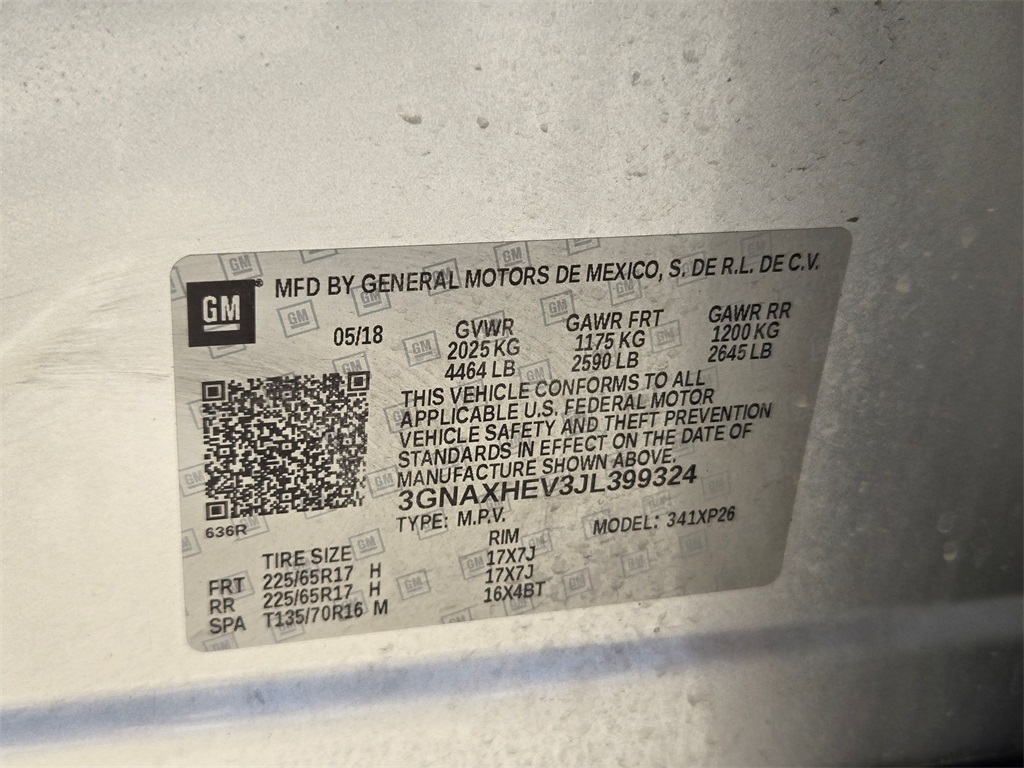 GM® MFD BY GENERAL MOTORS DE MEXICO, S. DE R.L. DE C.V.
05/18 GVWR GAWR FRT GAWR RR
2025 KG 1175 KG 1200 KG
4464 LB 2590 LB 2645 LB
THIS VEHICLE CONFORMS TO ALL
APPLICABLE U.S. FEDERAL MOTOR
VEHICLE SAFETY AND THEFT PREVENTION
STANDARDS IN EFFECT ON THE DATE OF
MANUFACTURE SHOWN ABOVE.
3GNAXHEV3JL399324
636R
TYPE: M.P.V. MODEL: 341XP26
TIRE SIZE RIM
FRT 225/65R17 H 17X7J
RR 225/65R17 H 17X7J
SPA T135/70R16 M 16X4BT